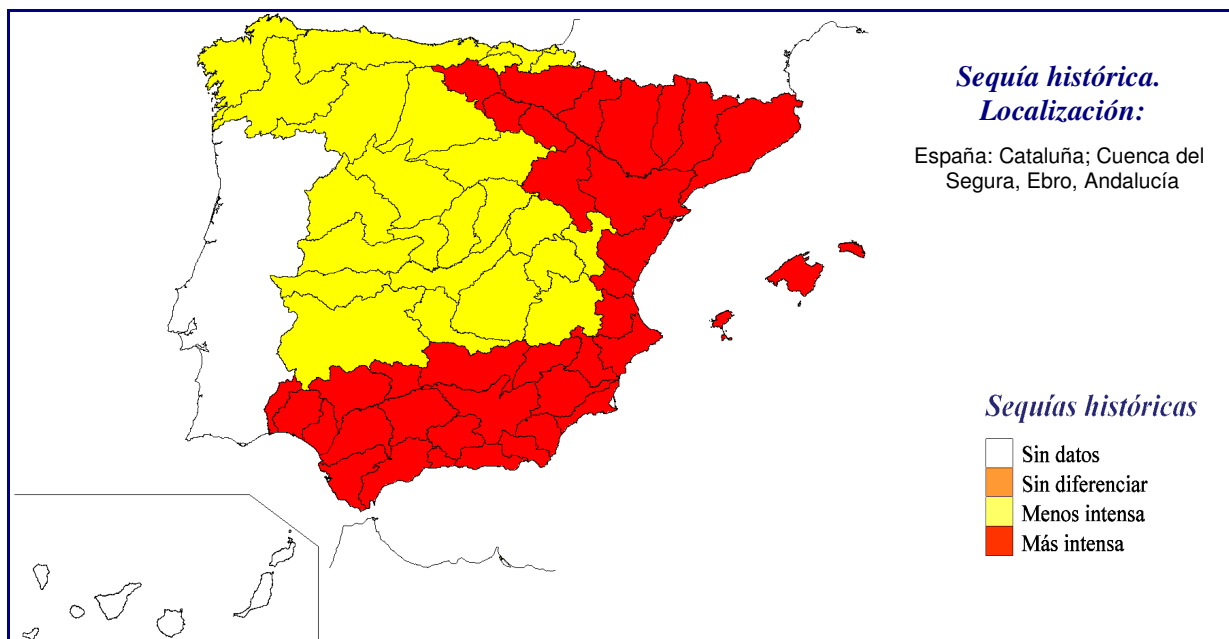 Sequía histórica.
Localización:
España: Cataluña; Cuenca del
Segura, Ebro, Andalucía
Sequías históricas
Sin datos
Sin diferenciar
Menos intensa
Más intensa